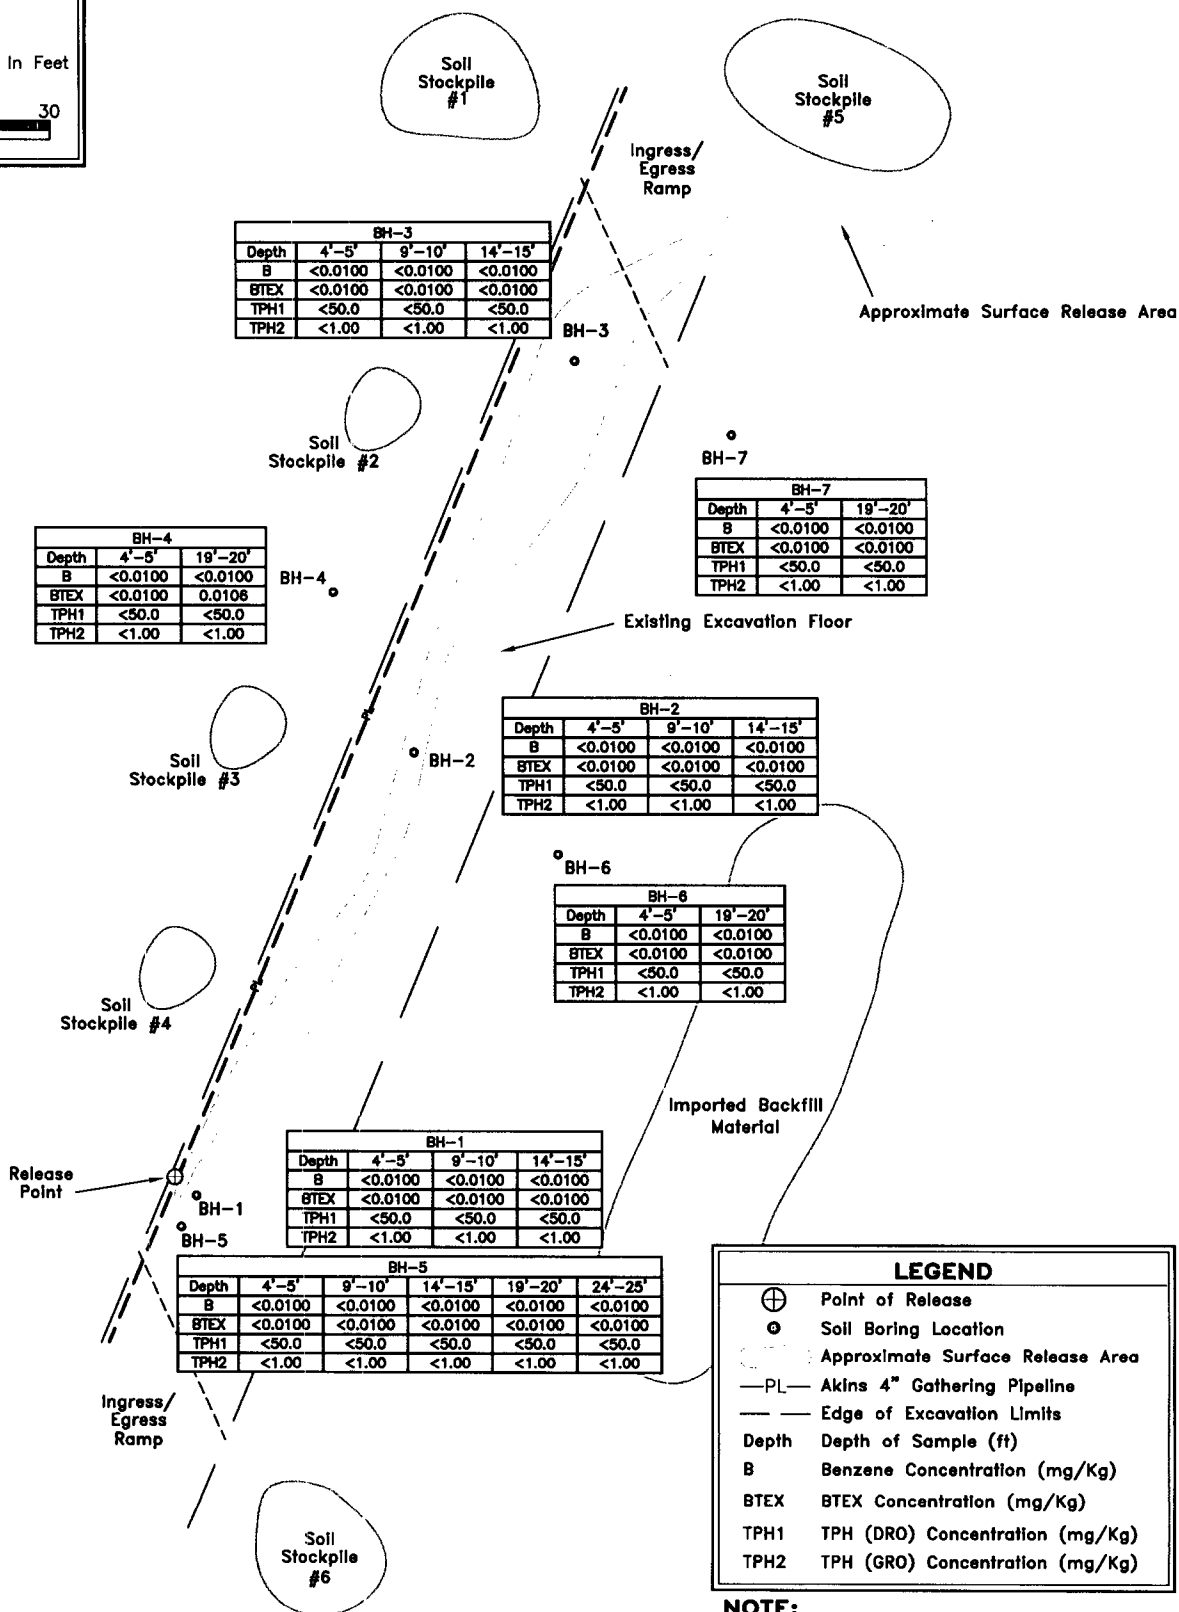 In Feet
30
Soil
Stockpile
#1
Soil
Stockpile
#5
Ingress/
Egress
Ramp
Approximate Surface Release Area
BH-3
Depth 4'-5' 9'-10' 14'-15'
B <0.0100 <0.0100 <0.0100
BTEX <0.0100 <0.0100 <0.0100
TPH1 <50.0 <50.0 <50.0
TPH2 <1.00 <1.00 <1.00
BH-3
Soil
Stockpile #2
BH-7
BH-7
Depth 4'-5' 19'-20'
B <0.0100 <0.0100
BTEX <0.0100 <0.0100
TPH1 <50.0 <50.0
TPH2 <1.00 <1.00
BH-4
Depth 4'-5' 19'-20'
B <0.0100 <0.0100
BTEX <0.0100 0.0106
TPH1 <50.0 <50.0
TPH2 <1.00 <1.00
BH-4
Existing Excavation Floor
PL
Soil
Stockpile #3
BH-2
BH-2
Depth 4'-5' 9'-10' 14'-15'
B <0.0100 <0.0100 <0.0100
BTEX <0.0100 <0.0100 <0.0100
TPH1 <50.0 <50.0 <50.0
TPH2 <1.00 <1.00 <1.00
BH-6
BH-6
Depth 4'-5' 19'-20'
B <0.0100 <0.0100
BTEX <0.0100 <0.0100
TPH1 <50.0 <50.0
TPH2 <1.00 <1.00
PL
Soil
Stockpile #4
Imported Backfill
Material
Release
Point
BH-1
BH-5
BH-1
Depth 4'-5' 9'-10' 14'-15'
B <0.0100 <0.0100 <0.0100
BTEX <0.0100 <0.0100 <0.0100
TPH1 <50.0 <50.0 <50.0
TPH2 <1.00 <1.00 <1.00
BH-5
Depth 4'-5' 9'-10' 14'-15' 19'-20' 24'-25'
B <0.0100 <0.0100 <0.0100 <0.0100 <0.0100
BTEX <0.0100 <0.0100 <0.0100 <0.0100 <0.0100
TPH1 <50.0 <50.0 <50.0 <50.0 <50.0
TPH2 <1.00 <1.00 <1.00 <1.00 <1.00
Ingress/
Egress
Ramp
Soil
Stockpile
#6
LEGEND
Point of Release
Soil Boring Location
Approximate Surface Release Area
PL Akins 4" Gathering Pipeline
Edge of Excavation Limits
Depth Depth of Sample (ft)
B Benzene Concentration (mg/Kg)
BTEX BTEX Concentration (mg/Kg)
TPH1 TPH (DRO) Concentration (mg/Kg)
TPH2 TPH (GRO) Concentration (mg/Kg)
NOTE: